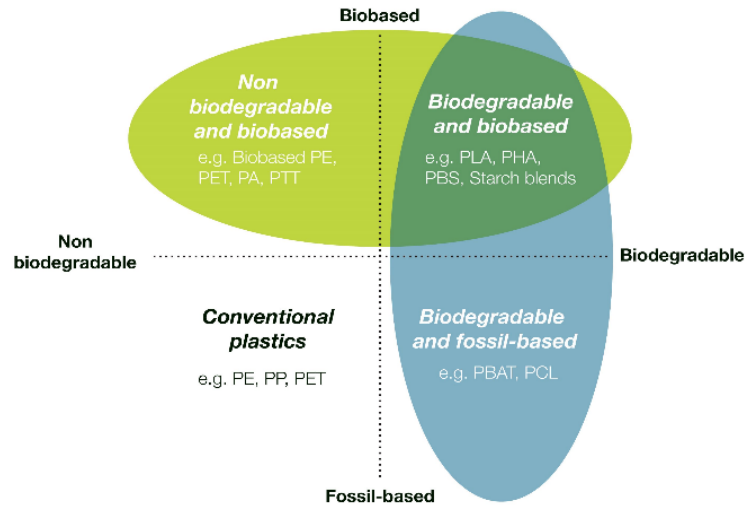 Biobased
Non
biodegradable
and biobased
e.g. Biobased PE,
PET, PA, PTT
Biodegradable
and biobased
e.g. PLA, PHA,
PBS, Starch blends
Non
biodegradable
Biodegradable
Conventional
plastics
e.g. PE, PP, PET
Biodegradable
and fossil-based
e.g. PBAT, PCL
Fossil-based